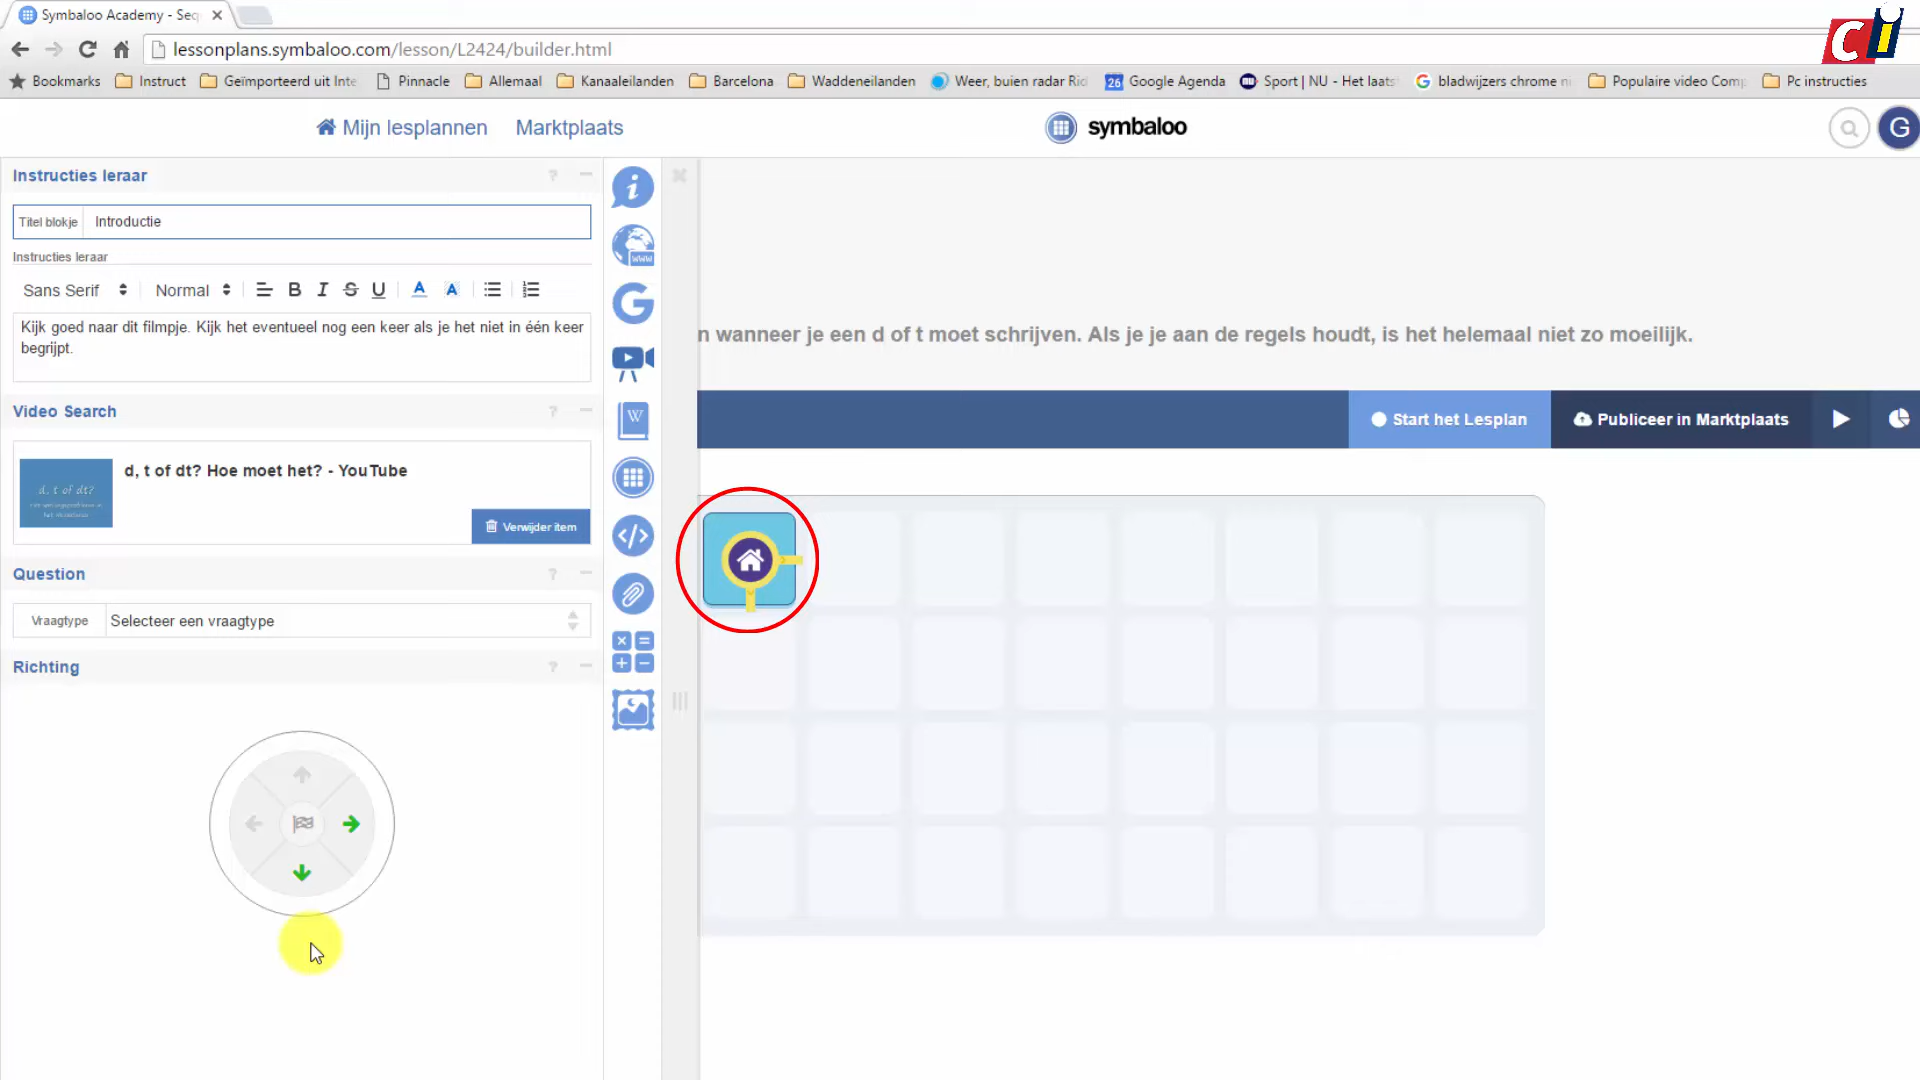 Symbaloo Academy - Seq
lessonplans.symbaloo.com/lesson/L2424/builder.html
Ci
Bookmarks Instruct Geïmporteerd uit Inte Pinnacle Allemaal Kanaaleilanden Barcelona Waddeneilanden Weer, buien radar Ric 26 Google Agenda Sport | NU - Het laats bladwijzers chrome ni Populaire video Comp Pc instructies
Mijn lesplannen Marktplaats symbaloo G
Instructies leraar ?
Titel blokje Introductie
Instructies leraar
Sans Serif Normal B I S U A A
Kijk goed naar dit filmpje. Kijk het eventueel nog een keer als je het niet in één keer
begrijpt.
Video Search ?
d, t of dt? Hoe moet het? - YouTube
d, t of dt?
Verwijder item
Question ?
Vraagtype Selecteer een vraagtype
Richting ?
i
www
G
W
n wanneer je een d of t moet schrijven. Als je je aan de regels houdt, is het helemaal niet zo moeilijk.
Start het Lesplan Publiceer in Marktplaats